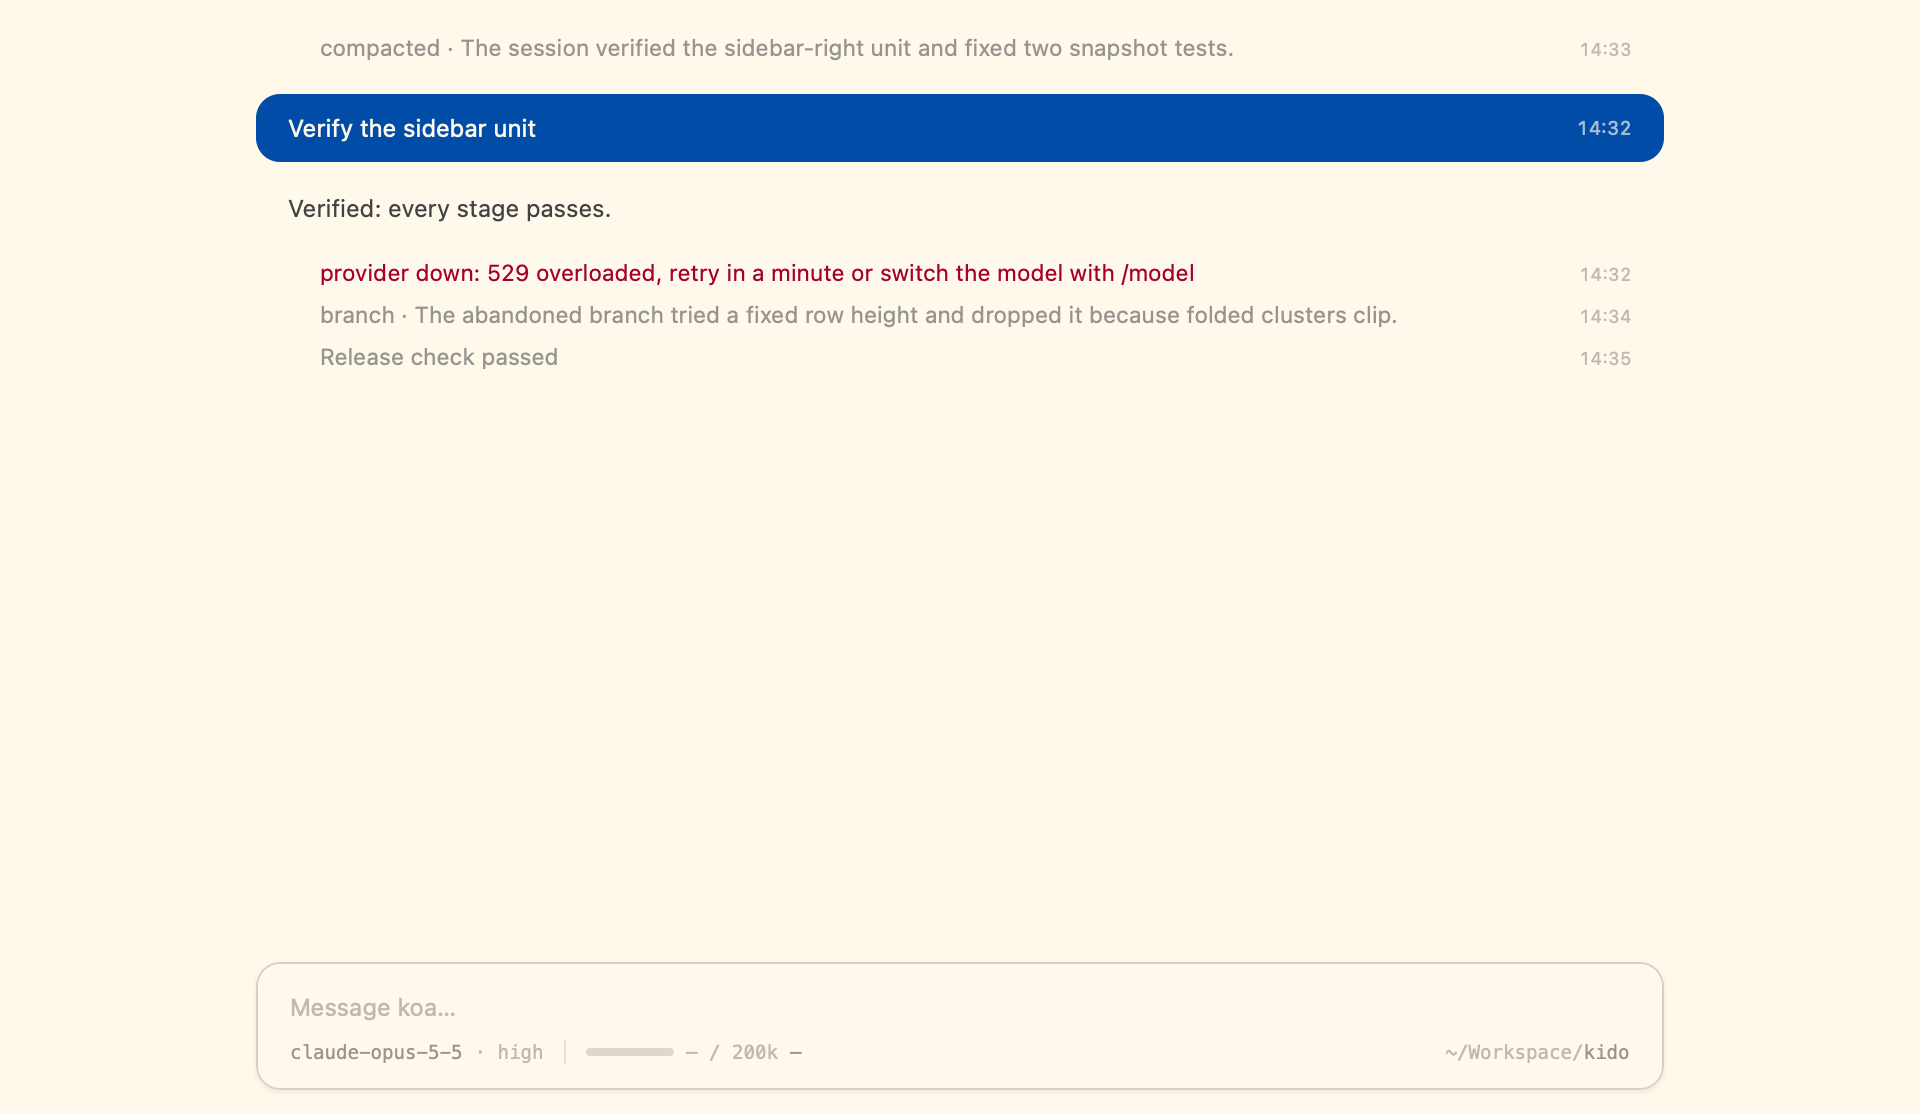 compacted · The session verified the sidebar-right unit and fixed two snapshot tests. 14:33
Verify the sidebar unit 14:32
Verified: every stage passes.
provider down: 529 overloaded, retry in a minute or switch the model with /model 14:32
branch · The abandoned branch tried a fixed row height and dropped it because folded clusters clip. 14:34
Release check passed 14:35
Message koa...
claude-opus-5-5 · high — / 200k — ~/Workspace/kido